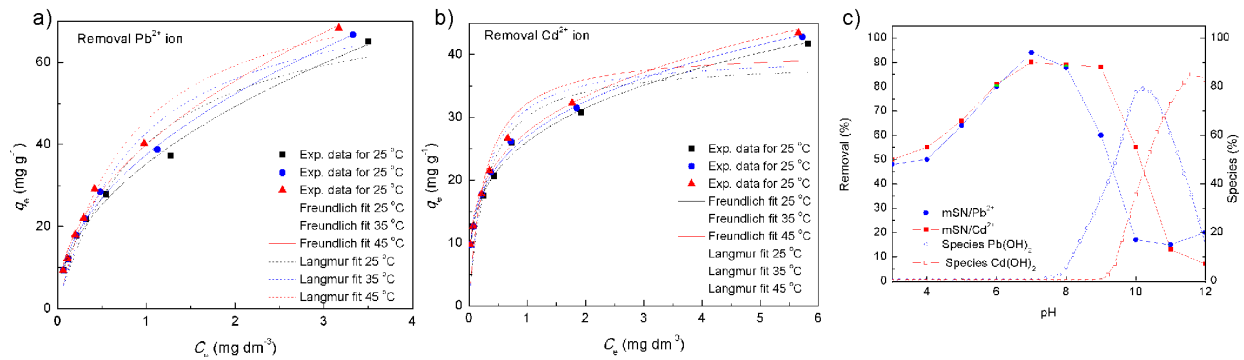 a)
Removal Pb2+ ion
60
40
20
0
qe (mg g-1)
Exp. data for 25 °C
Exp. data for 25 °C
Exp. data for 25 °C
Freundlich fit 25 °C
Freundlich fit 35 °C
Freundlich fit 45 °C
Langmur fit 25 °C
Langmur fit 35 °C
Langmur fit 45 °C
0 1 2 3 4
Ce (mg dm-3)
b)
Removal Cd2+ ion
40
30
20
10
0
qe (mg g-1)
Exp. data for 25 °C
Exp. data for 25 °C
Exp. data for 25 °C
Freundlich fit 25 °C
Freundlich fit 35 °C
Freundlich fit 45 °C
Langmur fit 25 °C
Langmur fit 35 °C
Langmur fit 45 °C
0 1 2 3 4 5 6
Ce (mg dm-3)
c)
100
90
80
70
60
50
40
30
20
10
0
Removal (%)
mSN/Pb2+
mSN/Cd2+
Species Pb(OH)2
Species Cd(OH)2
100
80
60
40
20
0
Species (%)
4 6 8 10 12
pH